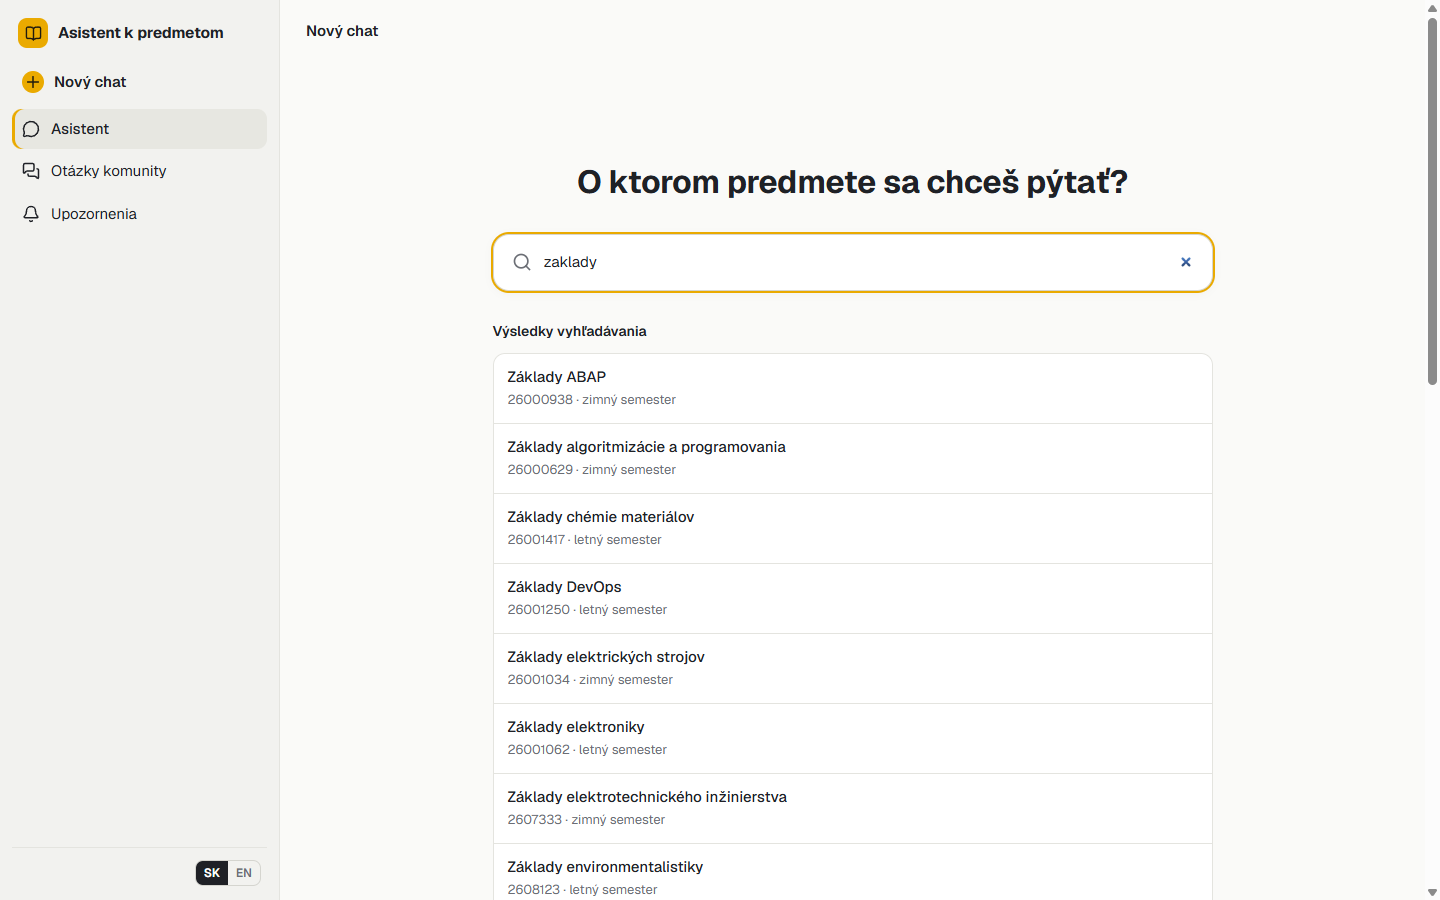 Asistent k predmetom
Nový chat
Asistent
Otázky komunity
Upozornenia
SK EN
Nový chat
O ktorom predmete sa chceš pýtať?
zaklady
Výsledky vyhľadávania
Základy ABAP
26000938 · zimný semester
Základy algoritmizácie a programovania
26000629 · zimný semester
Základy chémie materiálov
26001417 · letný semester
Základy DevOps
26001250 · letný semester
Základy elektrických strojov
26001034 · zimný semester
Základy elektroniky
26001062 · letný semester
Základy elektrotechnického inžinierstva
2607333 · zimný semester
Základy environmentalistiky
2608123 · letný semester